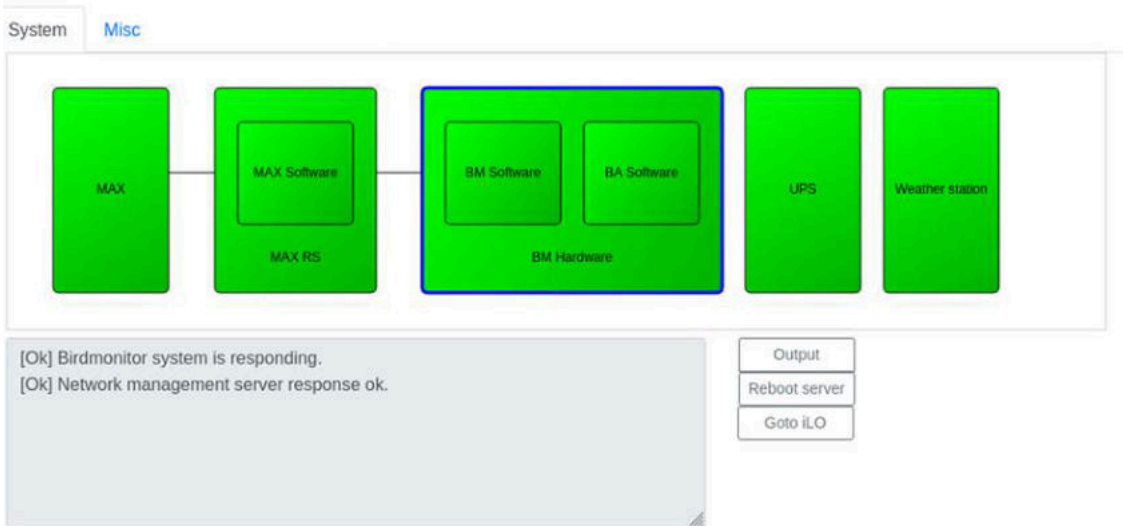 System Misc
MAX
MAX Software
MAX RS
BM Software BA Software
BM Hardware
UPS
Weather station
[Ok] Birdmonitor system is responding.
[Ok] Network management server response ok.
Output
Reboot server
Goto iLO